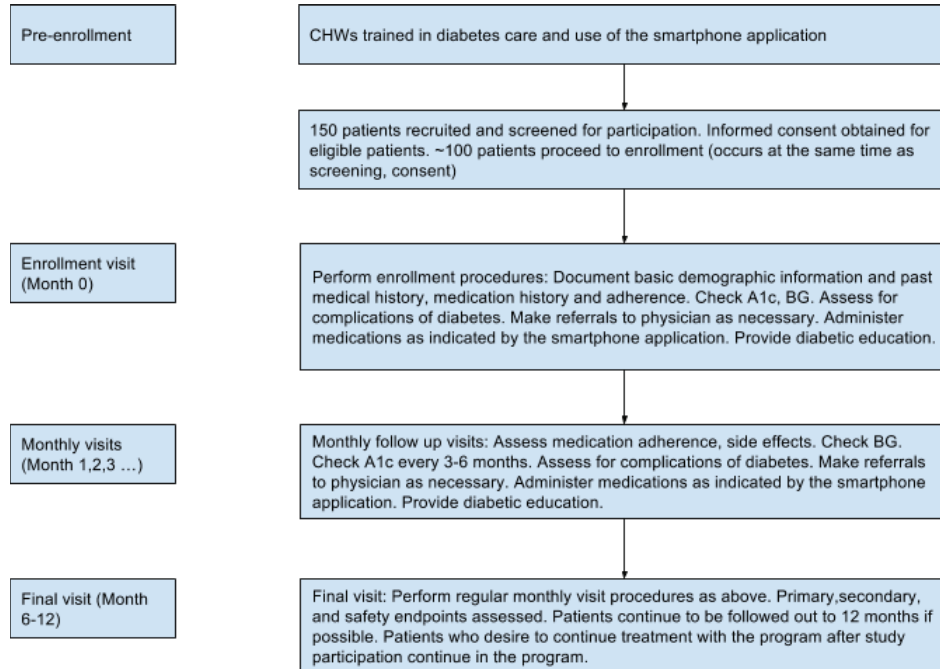 Pre-enrollment
CHWs trained in diabetes care and use of the smartphone application
150 patients recruited and screened for participation. Informed consent obtained for
eligible patients. ~100 patients proceed to enrollment (occurs at the same time as
screening, consent)
Enrollment visit
(Month 0)
Perform enrollment procedures: Document basic demographic information and past
medical history, medication history and adherence. Check A1c, BG. Assess for
complications of diabetes. Make referrals to physician as necessary. Administer
medications as indicated by the smartphone application. Provide diabetic education.
Monthly visits
(Month 1,2,3 ...)
Monthly follow up visits: Assess medication adherence, side effects. Check BG.
Check A1c every 3-6 months. Assess for complications of diabetes. Make referrals
to physician as necessary. Administer medications as indicated by the smartphone
application. Provide diabetic education.
Final visit (Month
6-12)
Final visit: Perform regular monthly visit procedures as above. Primary,secondary,
and safety endpoints assessed. Patients continue to be followed out to 12 months if
possible. Patients who desire to continue treatment with the program after study
participation continue in the program.